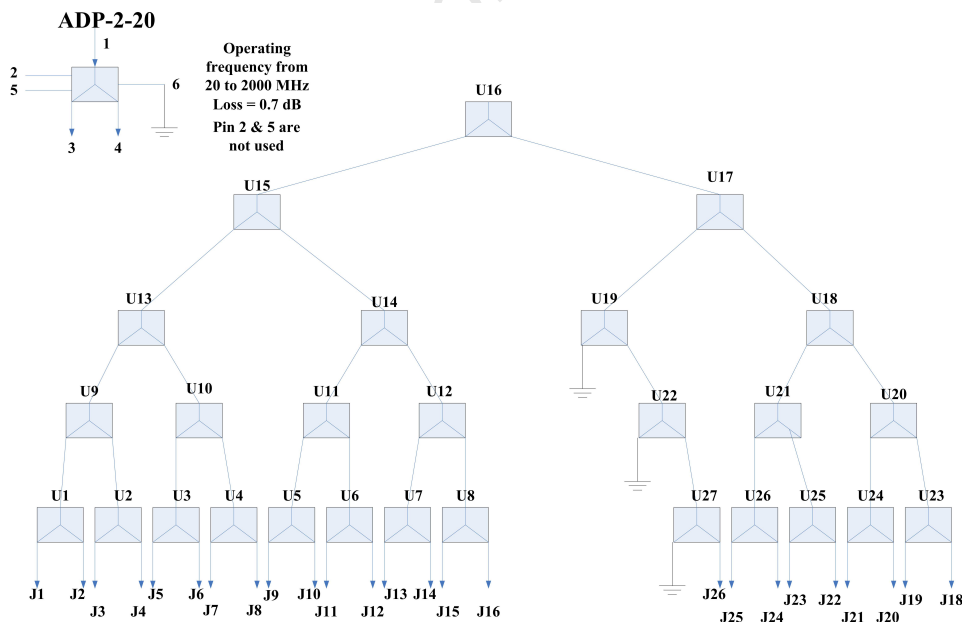 ADP-2-20
1
2
5
6
3
4
Operating
frequency from
20 to 2000 MHz
Loss = 0.7 dB
Pin 2 & 5 are
not used
U16
U15
U17
U13
U14
U19
U18
U9
U10
U11
U12
U22
U21
U20
U1
U2
U3
U4
U5
U6
U7
U8
U27
U26
U25
U24
U23
J1
J2
J3
J4
J5
J6
J7
J8
J9
J10
J11
J12
J13
J14
J15
J16
J26
J25
J24
J23
J22
J21
J20
J19
J18